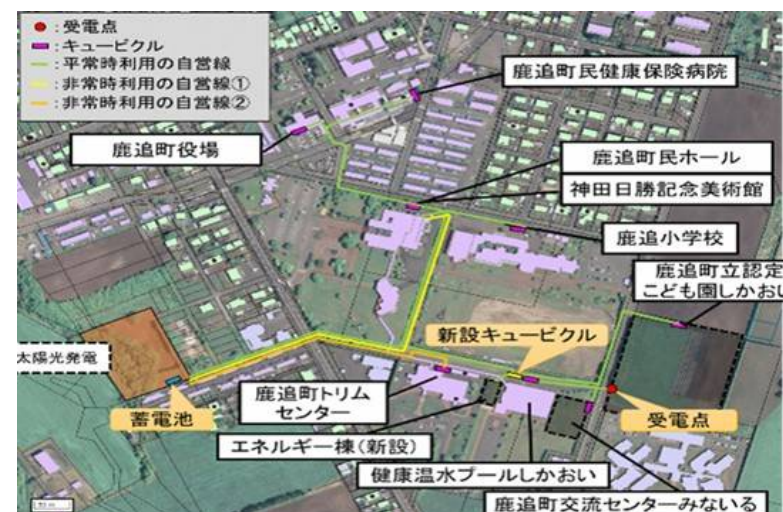 ：受電点
：キュービクル
：平常時利用の自営線
：非常時利用の自営線①
：非常時利用の自営線②
鹿追町民健康保険病院
鹿追町役場
鹿追町民ホール
神田日勝記念美術館
鹿追小学校
鹿追町立認定
こども園しかおい
新設キュービクル
太陽光発電
蓄電池
鹿追町トリム
センター
受電点
エネルギー棟(新設)
健康温水プールしかおい
鹿追町交流センターみないる